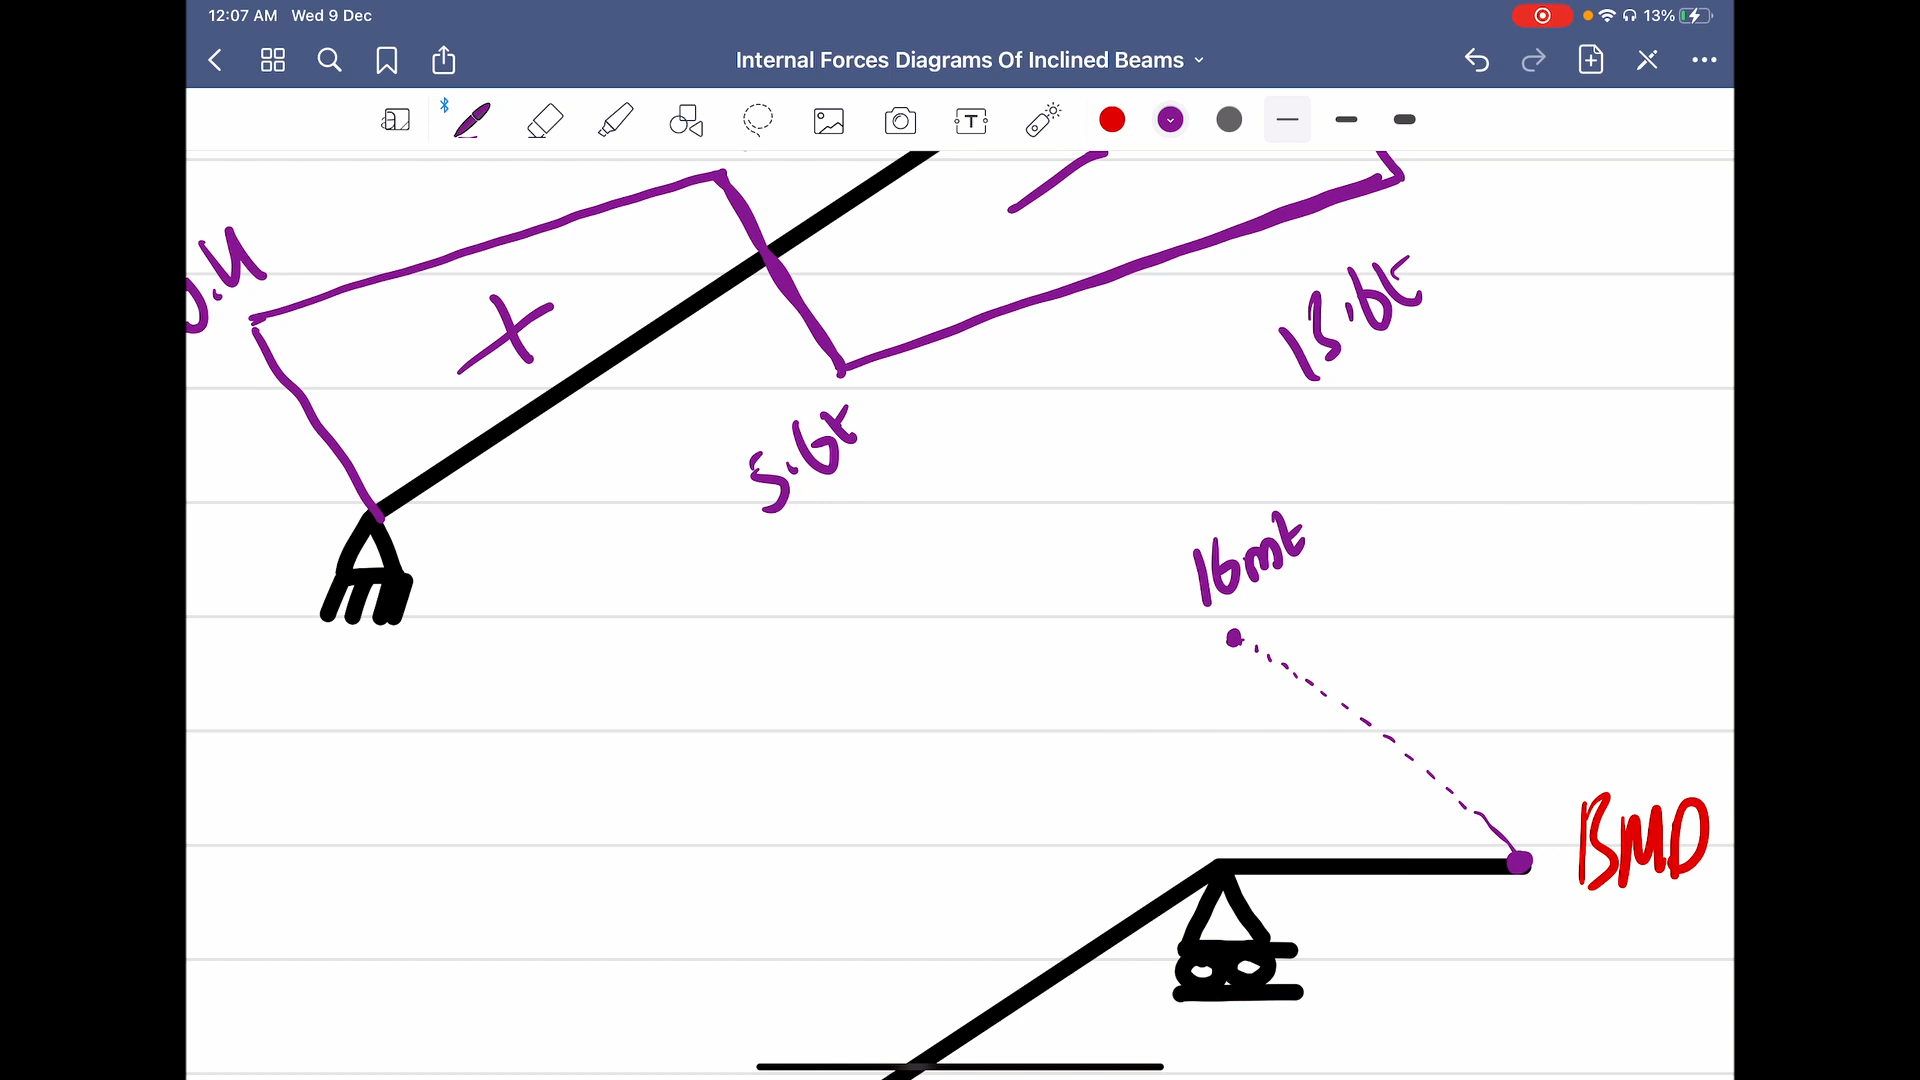 12:07 AM Wed 9 Dec
13%
Internal Forces Diagrams Of Inclined Beams
T
13.6t
5.6t
16mt
BMD